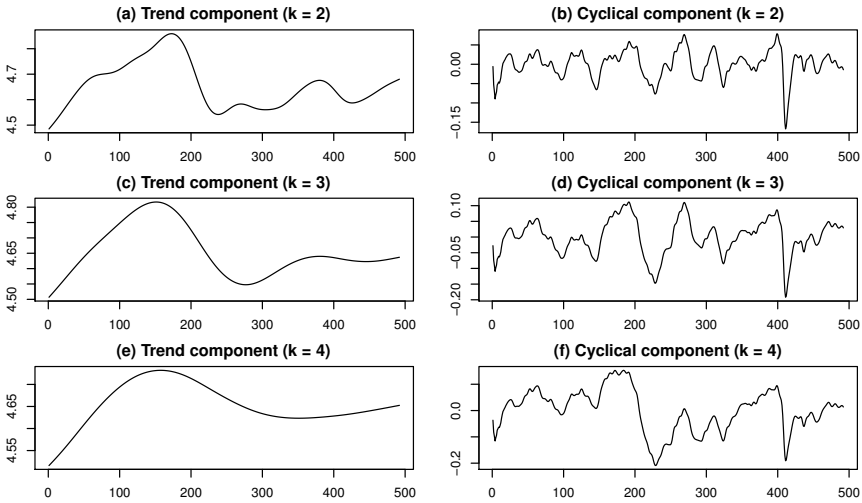 (a) Trend component (k = 2)
4.5 4.7
0 100 200 300 400 500
(b) Cyclical component (k = 2)
−0.15 0.00
0 100 200 300 400 500
(c) Trend component (k = 3)
4.50 4.65 4.80
0 100 200 300 400 500
(d) Cyclical component (k = 3)
−0.20 −0.05 0.10
0 100 200 300 400 500
(e) Trend component (k = 4)
4.55 4.65
0 100 200 300 400 500
(f) Cyclical component (k = 4)
−0.2 0.0
0 100 200 300 400 500